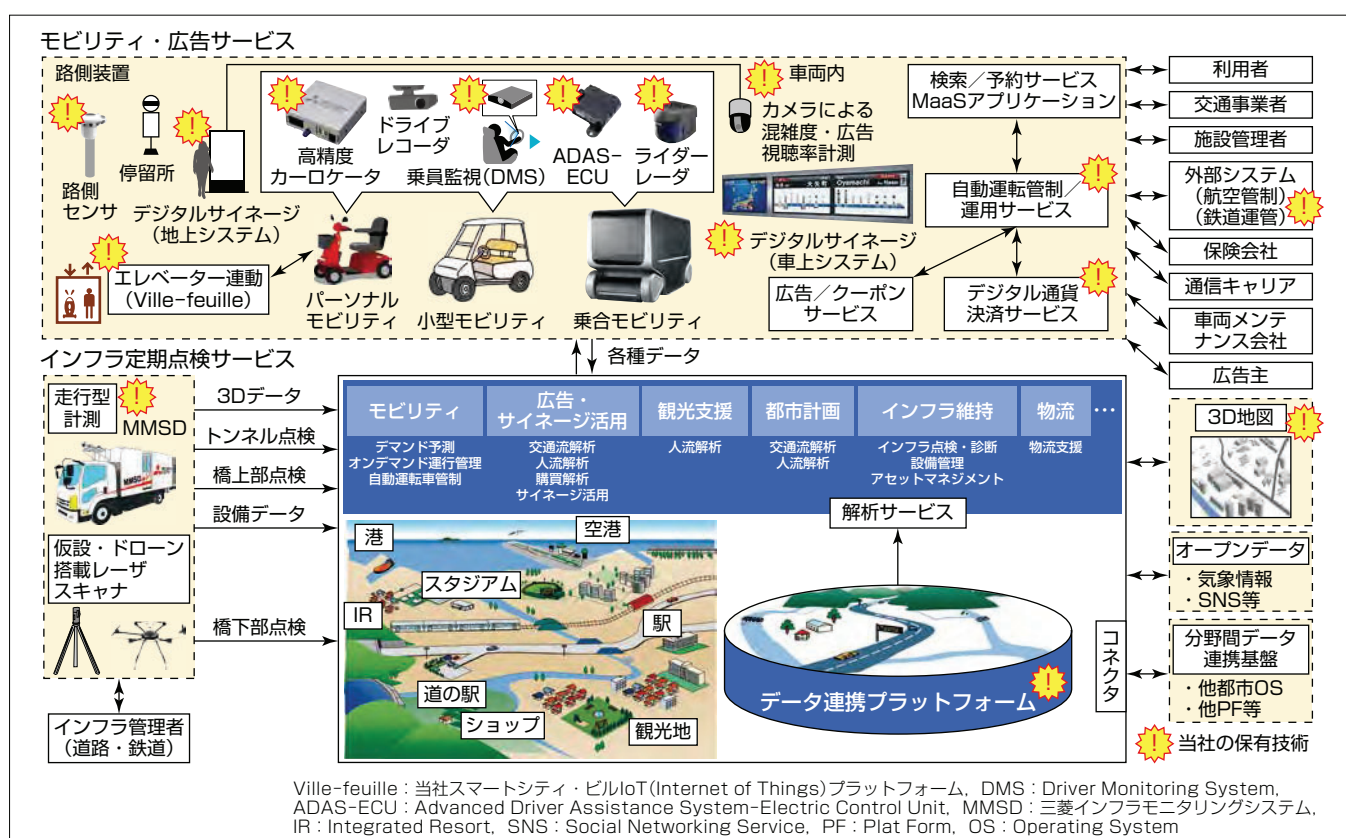 モビリティ・広告サービス
路側装置
路側
センサ
停留所
デジタルサイネージ
(地上システム)
高精度
カーロケータ
ドライブ
レコーダ
乗員監視(DMS)
ADAS-
ECU
ライダー
レーダ
車両内
カメラによる
混雑度・広告
視聴率計測
大矢町
Oyamachi
デジタルサイネージ
(車上システム)
エレベーター連動
(Ville-feuille)
パーソナル
モビリティ
小型モビリティ
乗合モビリティ
検索/予約サービス
MaaSアプリケーション
自動運転管制/
運用サービス
広告/クーポン
サービス
デジタル通貨
決済サービス
利用者
交通事業者
施設管理者
外部システム
(航空管制)
(鉄道運管)
保険会社
通信キャリア
車両メンテ
ナンス会社
広告主
各種データ
インフラ定期点検サービス
走行型
計測
MMSD
MMSD
仮設・ドローン
搭載レーザ
スキャナ
インフラ管理者
(道路・鉄道)
3Dデータ
トンネル点検
橋上部点検
設備データ
橋下部点検
モビリティ
デマンド予測
オンデマンド運行管理
自動運転車管制
広告・
サイネージ活用
交通流解析
人流解析
購買解析
サイネージ活用
観光支援
人流解析
都市計画
交通流解析
人流解析
インフラ維持
インフラ点検・診断
設備管理
アセットマネジメント
物流
物流支援
…
港
空港
スタジアム
IR
駅
道の駅
ショップ
観光地
解析サービス
データ連携プラットフォーム
コネクタ
3D地図
オープンデータ
・気象情報
・SNS等
分野間データ
連携基盤
・他都市OS
・他PF等
! 当社の保有技術
Ville-feuille:当社スマートシティ・ビルIoT(Internet of Things)プラットフォーム, DMS:Driver Monitoring System,
ADAS-ECU:Advanced Driver Assistance System-Electric Control Unit, MMSD:三菱インフラモニタリングシステム,
IR:Integrated Resort, SNS:Social Networking Service, PF:Plat Form, OS:Operating System